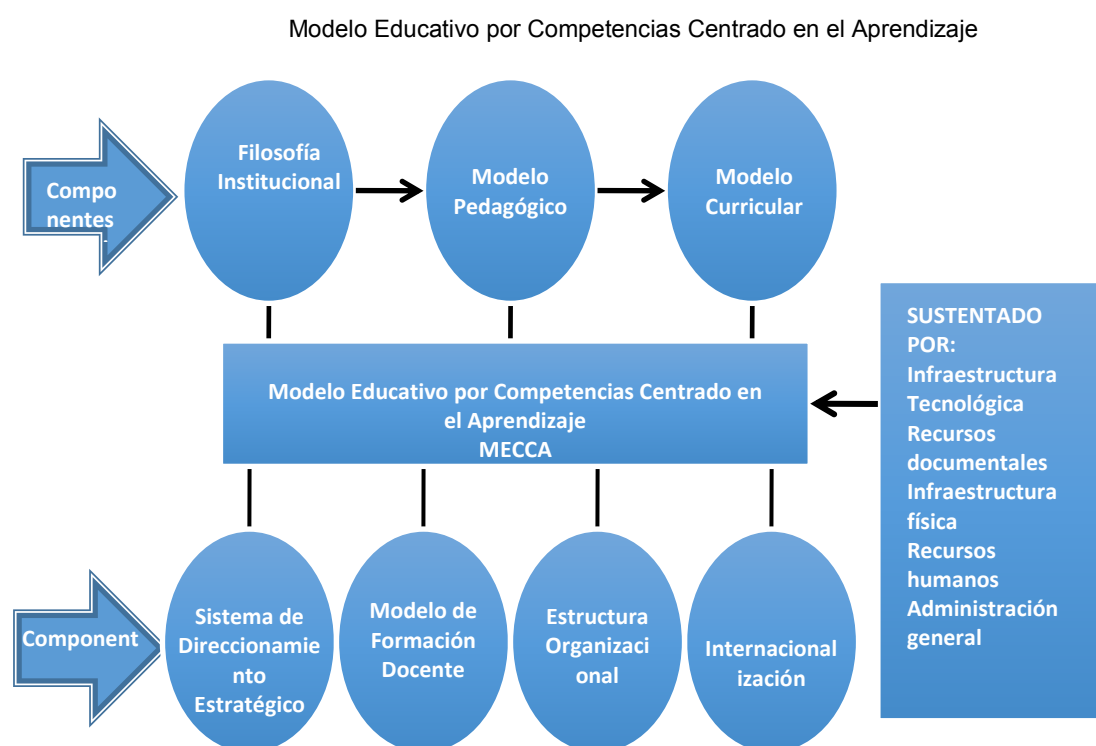 Modelo Educativo por Competencias Centrado en el Aprendizaje
Filosofía
Institucional
Modelo
Pedagógico
Modelo
Curricular
Compo
nentes
SUSTENTADO
POR:
Infraestructura
Tecnológica
Recursos
documentales
Infraestructura
física
Recursos
humanos
Administración
general
Modelo Educativo por Competencias Centrado en
el Aprendizaje
MECCA
Component
Sistema de
Direccionamie
nto
Estratégico
Modelo de
Formación
Docente
Estructura
Organizaci
onal
Internacional
ización